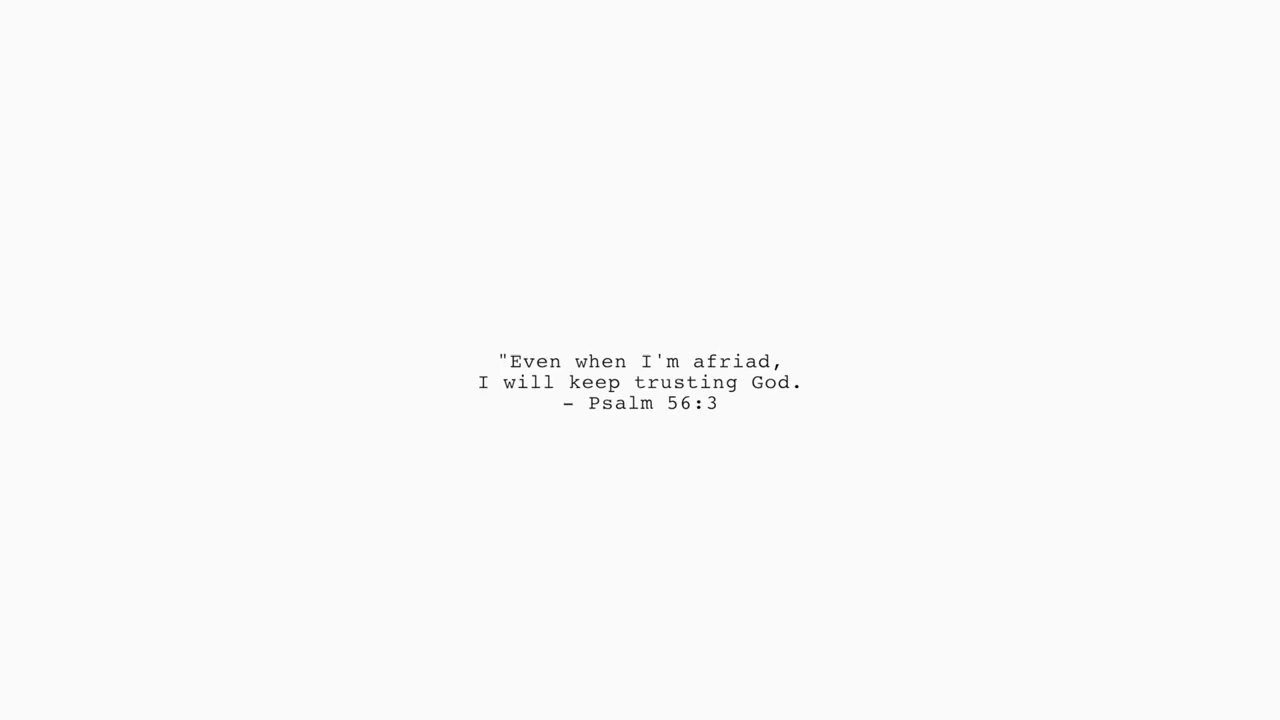 "Even when I'm afriad,
I will keep trusting God.
– Psalm 56:3